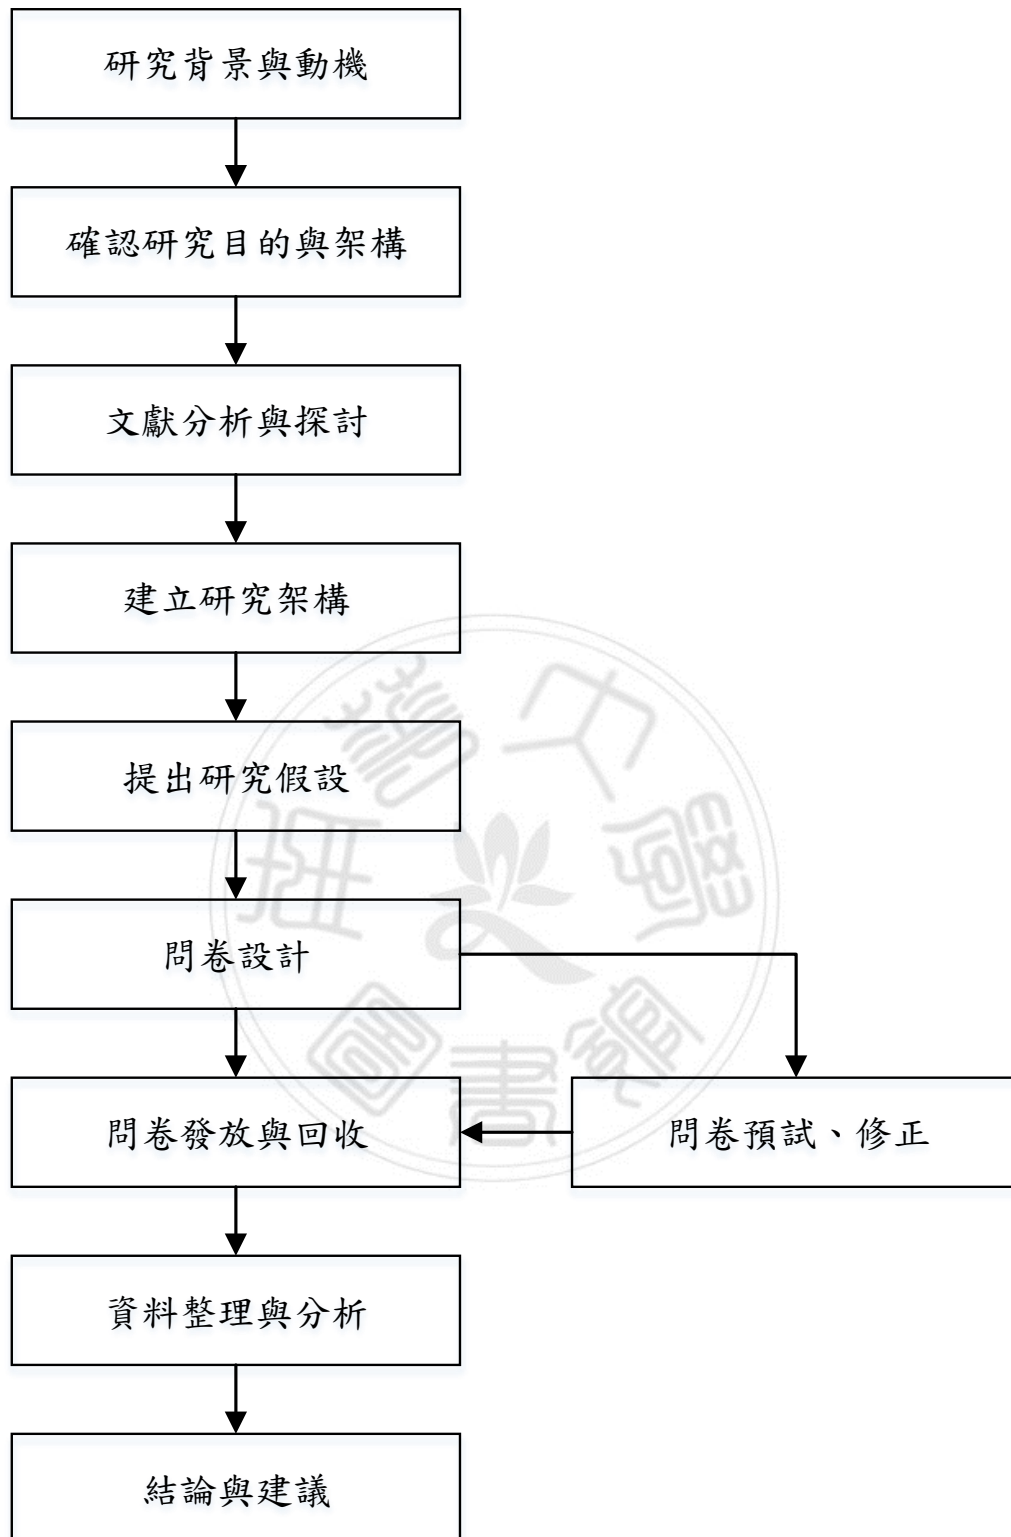 研究背景與動機
確認研究目的與架構
文獻分析與探討
建立研究架構
提出研究假設
問卷設計
問卷發放與回收
問卷預試、修正
資料整理與分析
結論與建議